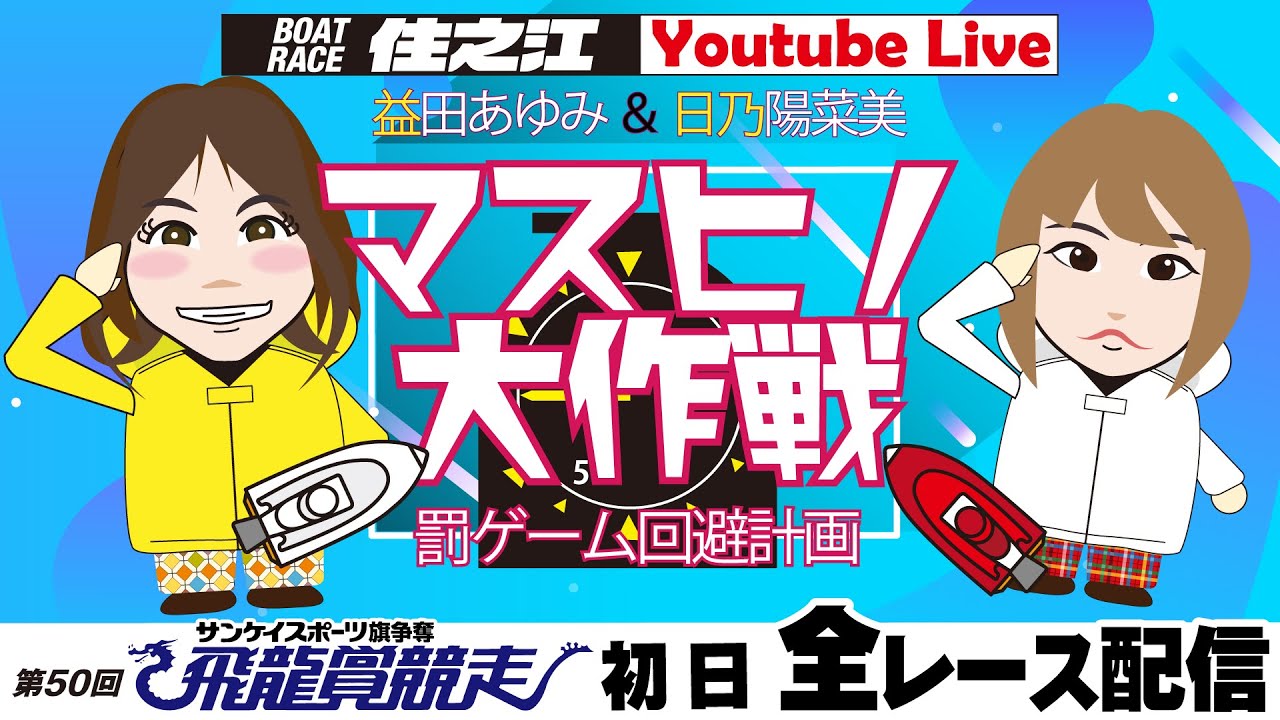 BOAT RACE 住之江 Youtube Live
益田あゆみ & 日乃陽菜美
マスヒノ
大作戦
5
罰ゲーム回避計画
サンケイスポーツ旗争奪
第50回 飛龍賞競走 初日 全レース配信